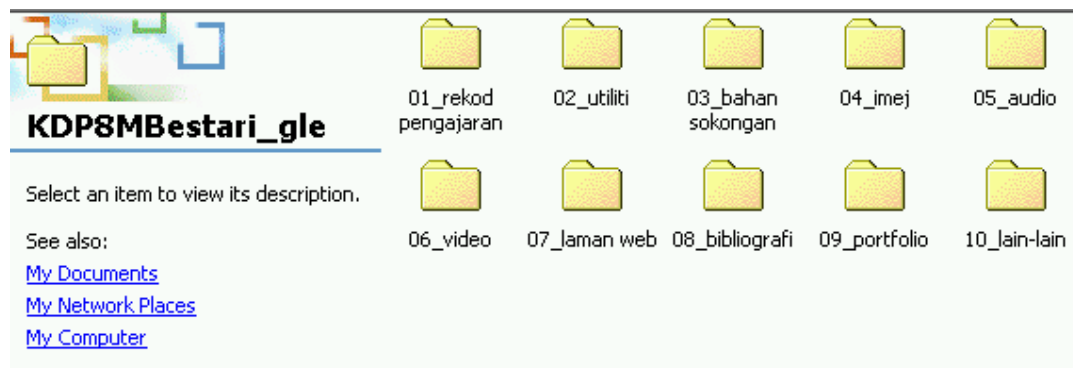 KDP8MBestari_gle
Select an item to view its description.
See also:
My Documents
My Network Places
My Computer
01_rekod
pengajaran
02_utiliti
03_bahan
sokongan
04_imej
05_audio
06_video
07_laman web
08_bibliografi
09_portfolio
10_lain-lain